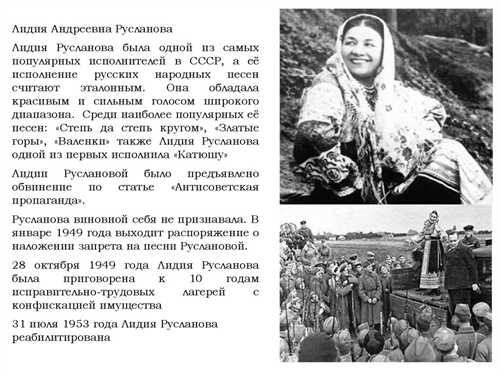 Лидия Андреевна Русланова
Лидия Русланова была одной из самых
популярных исполнителей в СССР, а её
исполнение русских народных песен
считают эталонным. Она обладала
красивым и сильным голосом широкого
диапазона. Среди наиболее популярных её
песен: «Степь да степь кругом», «Златые
горы», «Валенки» также Лидия Русланова
одной из первых исполнила «Катюшу»
Лидии Руслановой было предъявлено
обвинение по статье «Антисоветская
пропаганда».
Русланова виновной себя не признавала. В
январе 1949 года выходит распоряжение о
наложении запрета на песни Руслановой.
28 октября 1949 года Лидия Русланова
была приговорена к 10 годам
исправительно-трудовых лагерей с
конфискацией имущества
31 июля 1953 года Лидия Русланова
реабилитирована